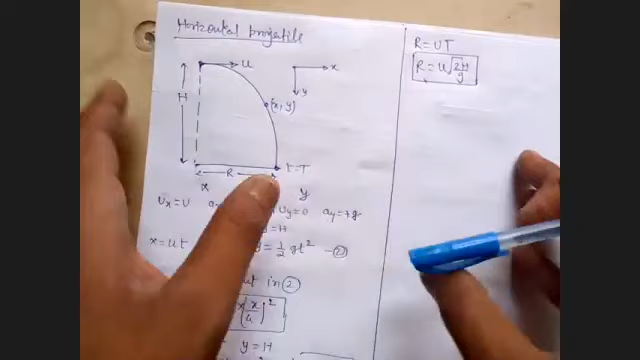 Horizontal projectile
U
x
y
H
(x, y)
R
t=T
x
y
Ux=U
Uy=0 ay=+g
y=H
x=ut
= 1/2 gt² -②
in ②
(x/u)²
y=H
R=UT
R=U√(2H/g)